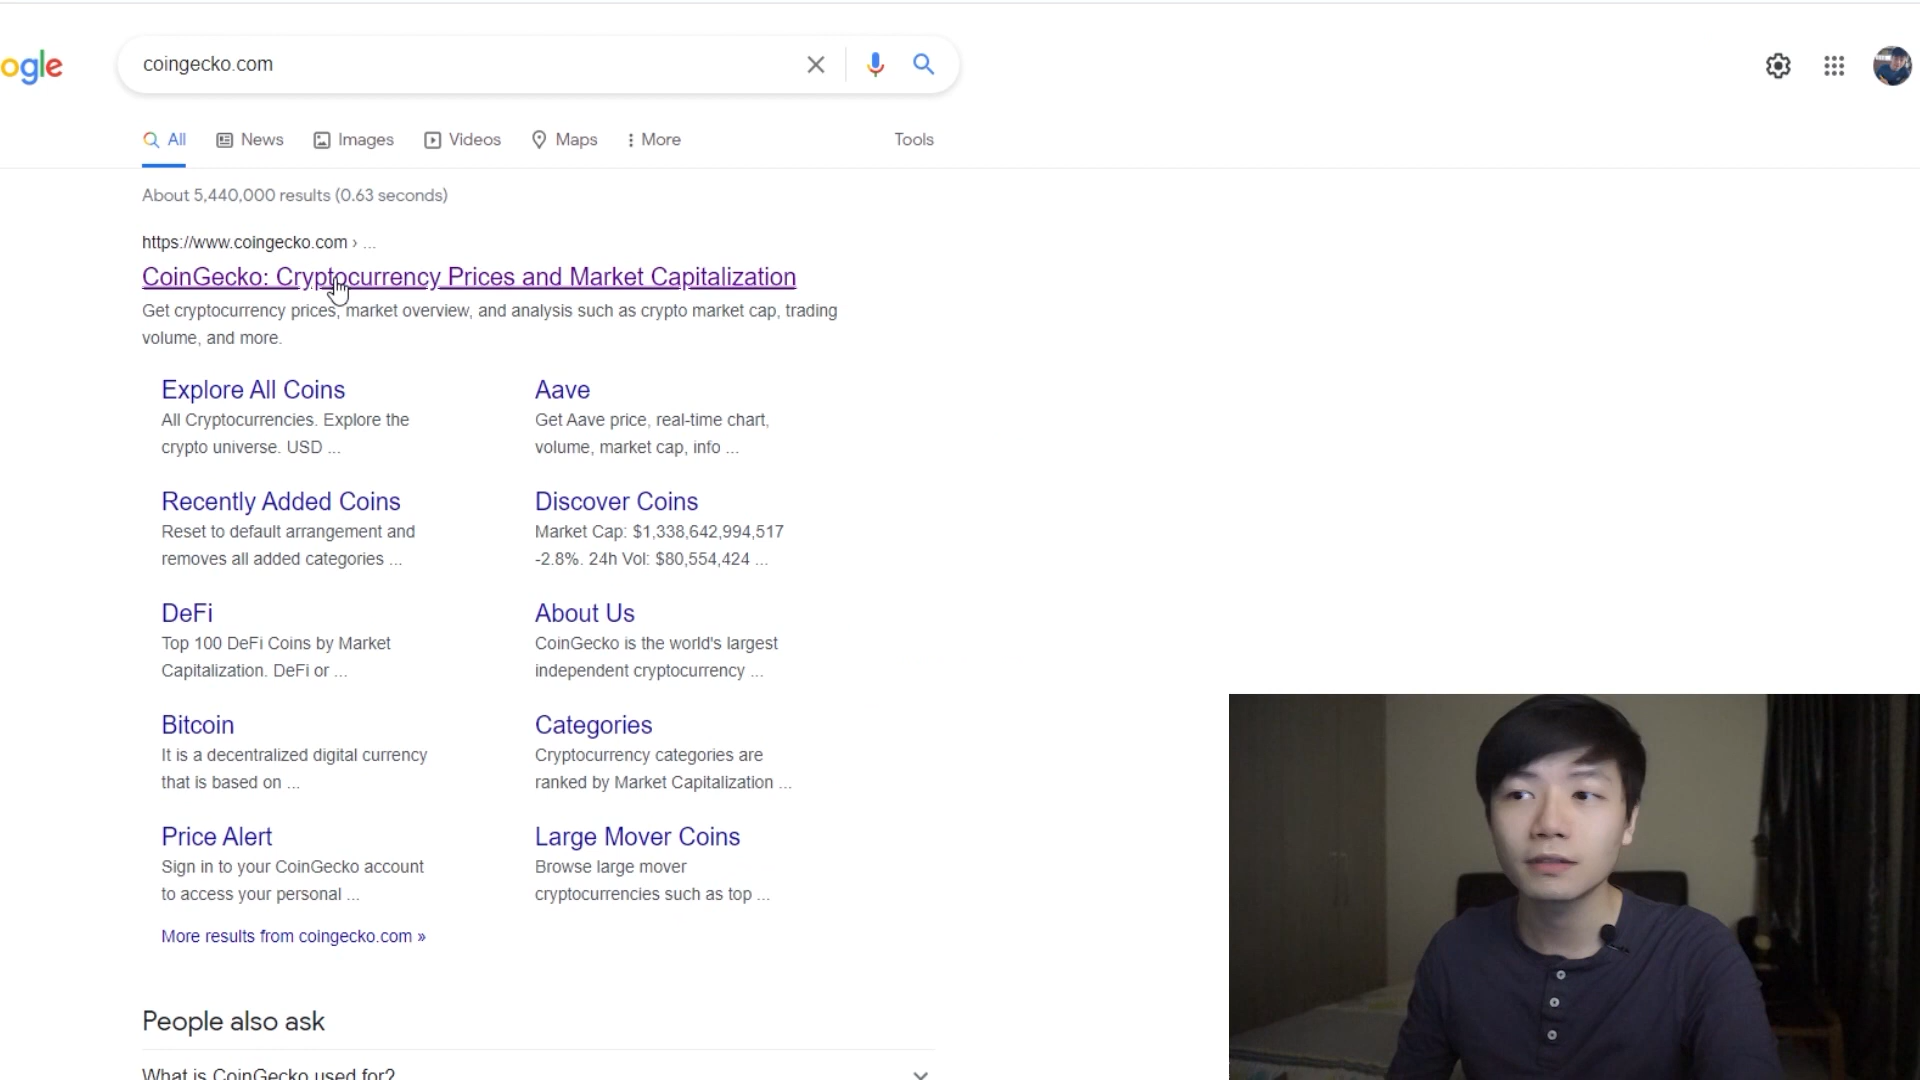 ogle
coingecko.com
All News Images Videos Maps More Tools
About 5,440,000 results (0.63 seconds)
https://www.coingecko.com › ...
CoinGecko: Cryptocurrency Prices and Market Capitalization
Get cryptocurrency prices, market overview, and analysis such as crypto market cap, trading
volume, and more.
Explore All Coins
All Cryptocurrencies. Explore the
crypto universe. USD ...
Aave
Get Aave price, real-time chart,
volume, market cap, info ...
Recently Added Coins
Reset to default arrangement and
removes all added categories ...
Discover Coins
Market Cap: $1,338,642,994,517
-2.8%. 24h Vol: $80,554,424 ...
DeFi
Top 100 DeFi Coins by Market
Capitalization. DeFi or ...
About Us
CoinGecko is the world's largest
independent cryptocurrency ...
Bitcoin
It is a decentralized digital currency
that is based on ...
Categories
Cryptocurrency categories are
ranked by Market Capitalization ...
Price Alert
Sign in to your CoinGecko account
to access your personal ...
Large Mover Coins
Browse large mover
cryptocurrencies such as top ...
More results from coingecko.com »
People also ask
What is CoinGecko used for?